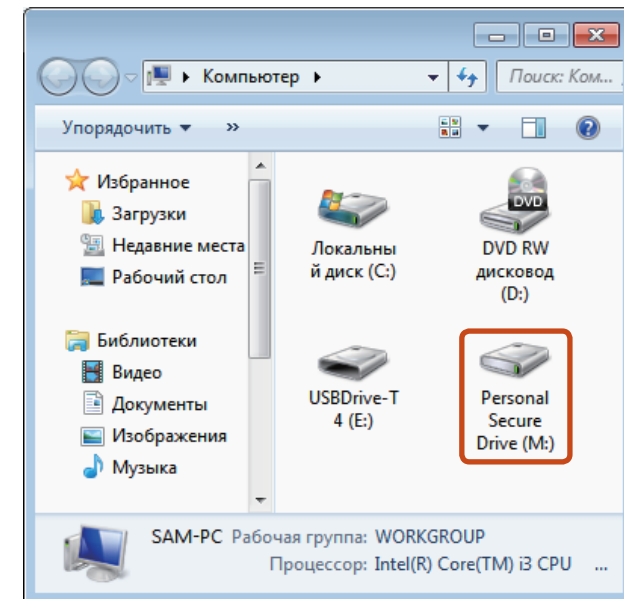 Компьютер
Поиск: Ком...
Упорядочить
»
Избранное
Загрузки
Недавние места
Рабочий стол
Библиотеки
Видео
Документы
Изображения
Музыка
Локальны
й диск (C:)
DVD
DVD RW
дисковод
(D:)
USBDrive-T
4 (E:)
Personal
Secure
Drive (M:)
SAM-PC Рабочая группа: WORKGROUP
Процессор: Intel(R) Core(TM) i3 CPU ...